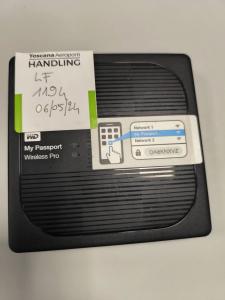 Toscana Aeroporti
HANDLING
LF
1194
06/05/24
WD
My Passport
Wireless Pro
Network 1
My Passport
Network 2